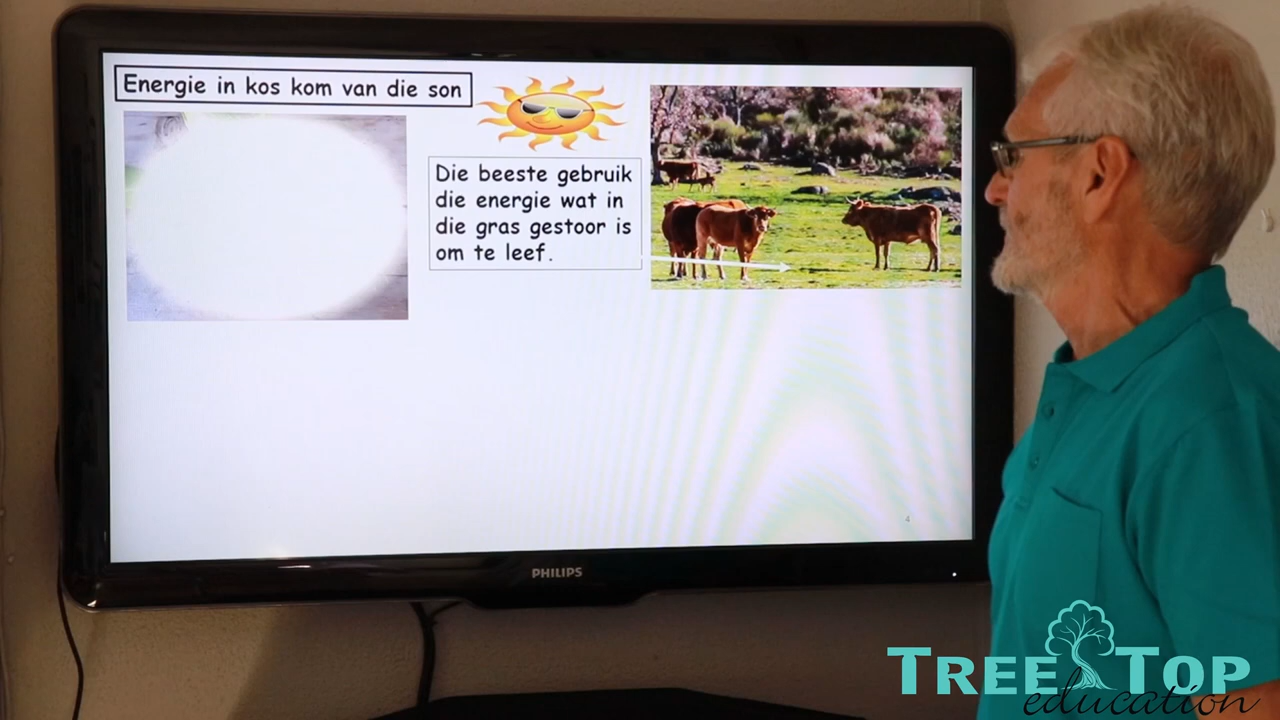 Energie in kos kom van die son
Die beeste gebruik
die energie wat in
die gras gestoor is
om te leef.
4
PHILIPS
TREE TOP
education